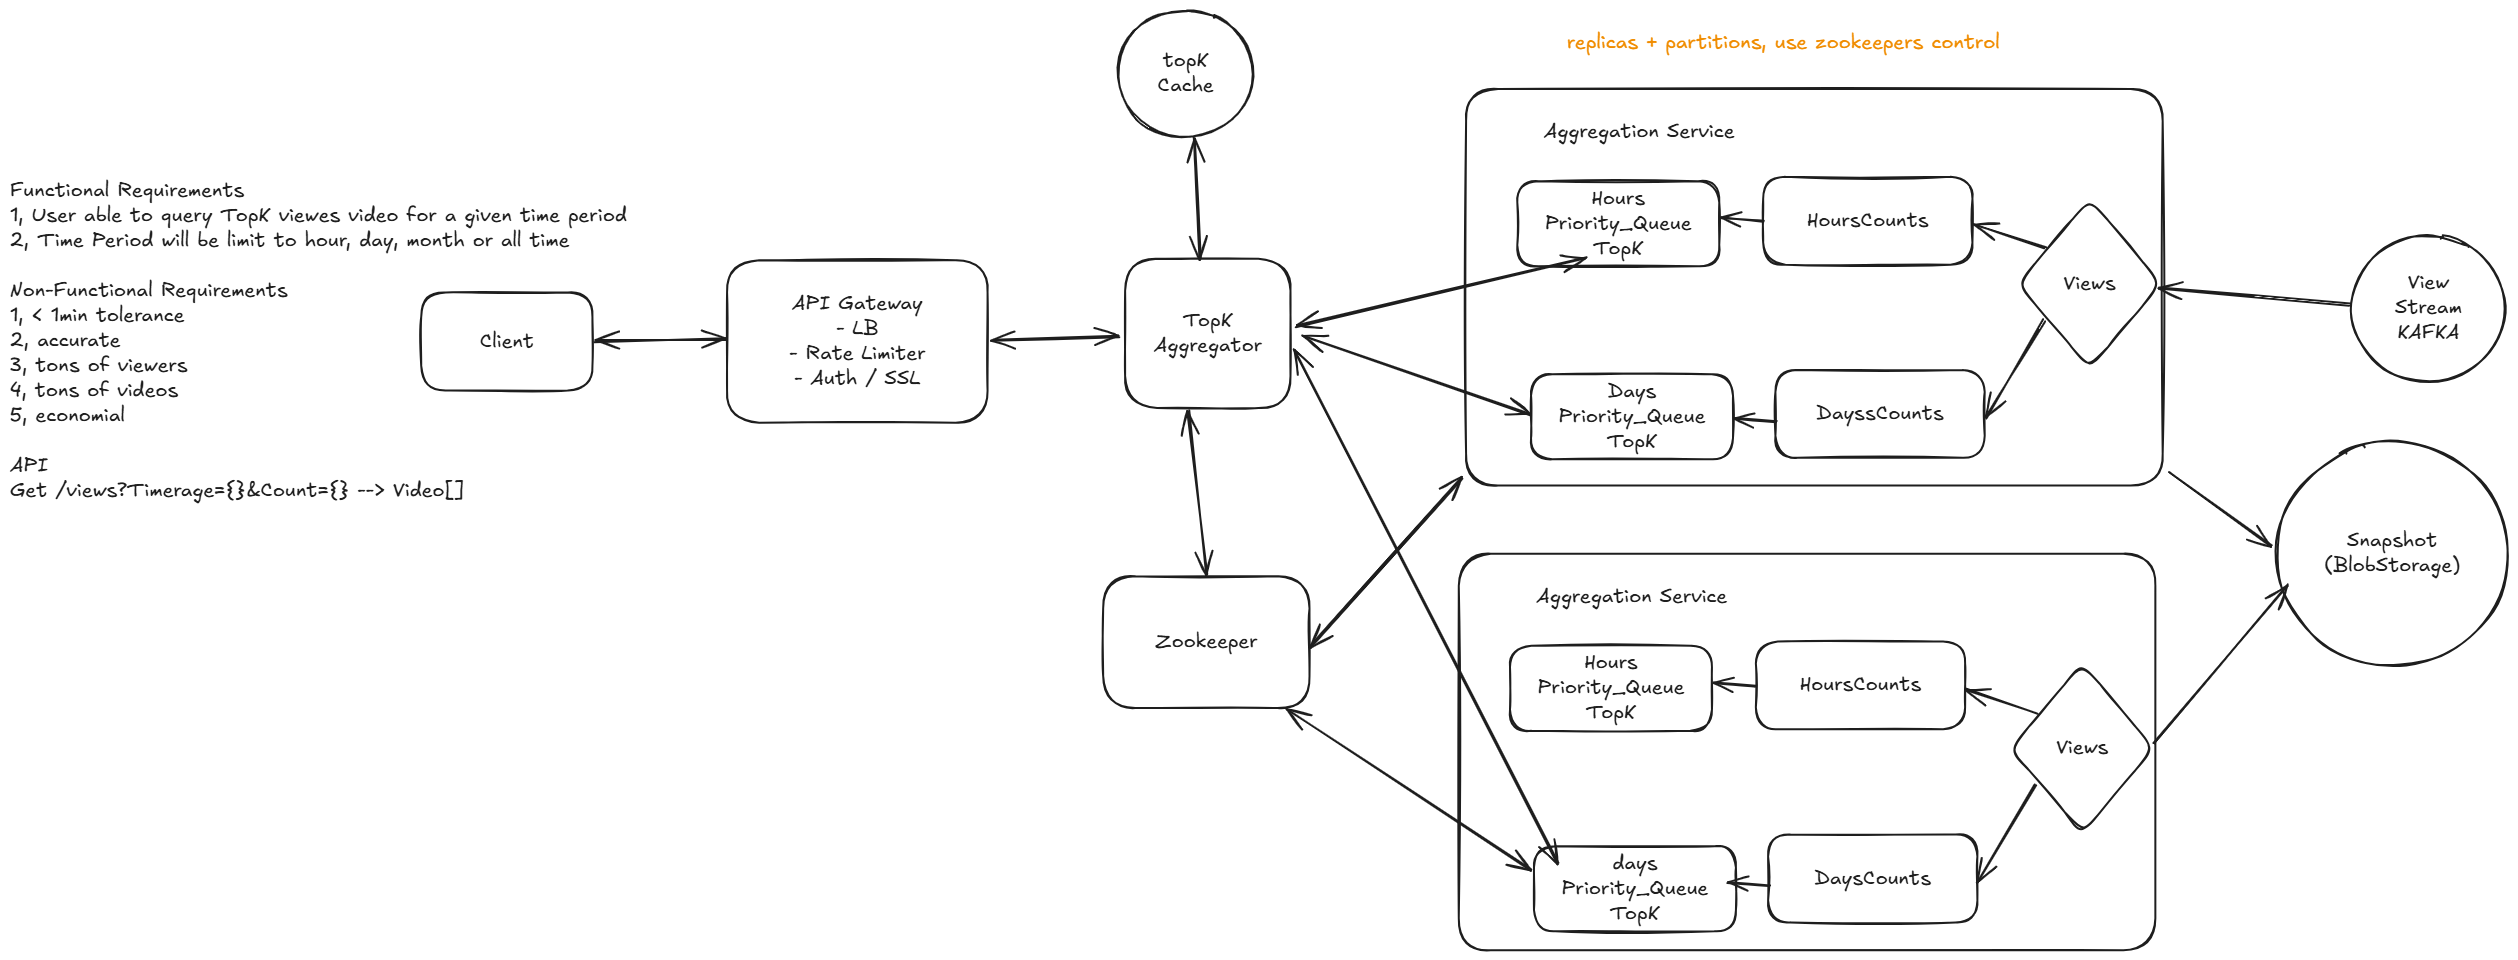 replicas + partitions, use zookeepers control
topK
Cache
Functional Requirements
1, User able to query TopK viewes video for a given time period
2, Time Period will be limit to hour, day, month or all time
Non-Functional Requirements
1, < 1min tolerance
2, accurate
3, tons of viewers
4, tons of videos
5, economial
API
Get /views?Timerage={}&Count={} --> Video[]
Client
API Gateway
- LB
- Rate Limiter
- Auth / SSL
TopK
Aggregator
Zookeeper
Aggregation Service
Hours
Priority_Queue
TopK
HoursCounts
Views
Days
Priority_Queue
TopK
DayssCounts
View
Stream
KAFKA
Snapshot
(BlobStorage)
Aggregation Service
Hours
Priority_Queue
TopK
HoursCounts
Views
days
Priority_Queue
TopK
DaysCounts